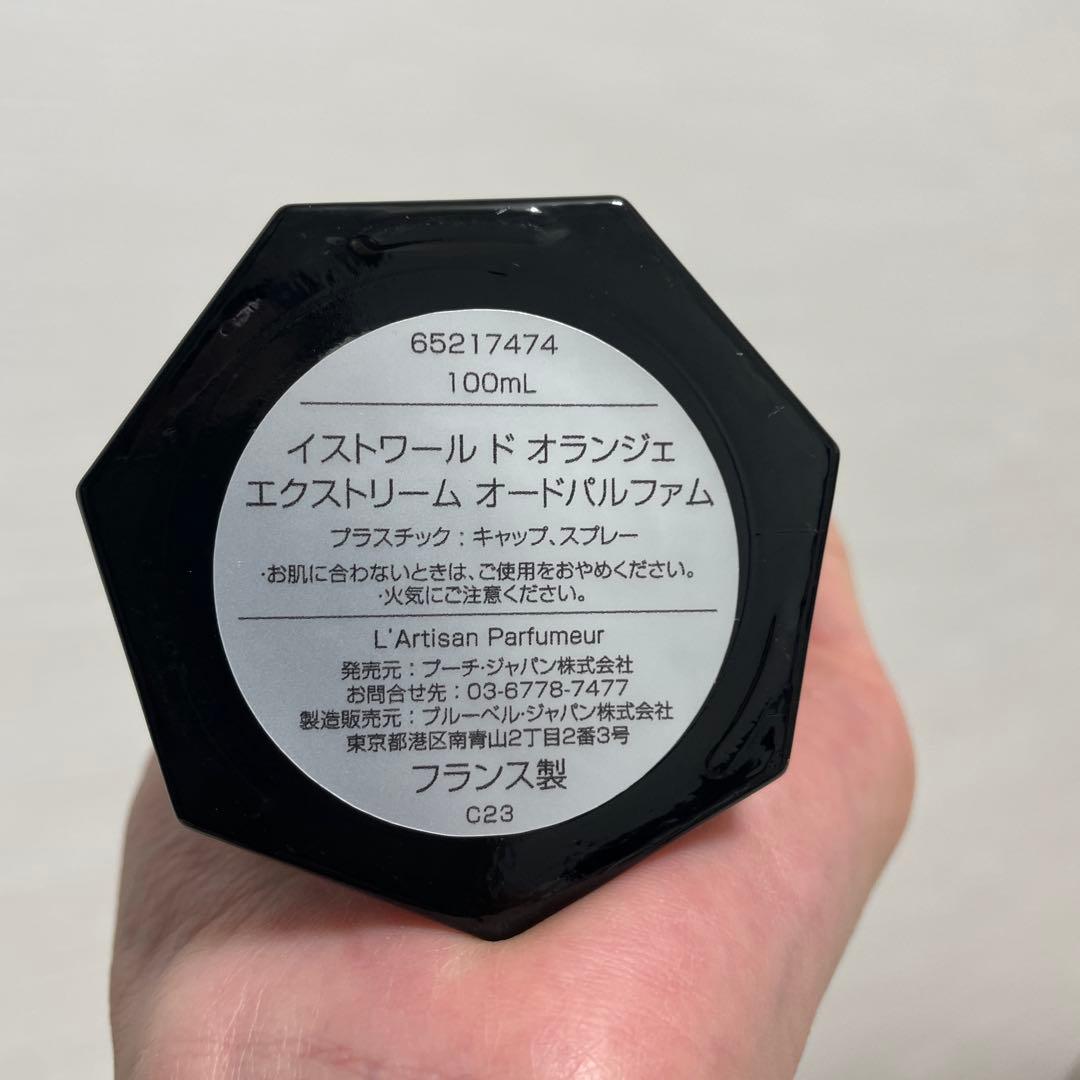 65217474
100mL
イストワール ド オランジェ
エクストリーム オードパルファム
プラスチック : キャップ、スプレー
・お肌に合わないときは、ご使用をおやめください。
・火気にご注意ください。
L'Artisan Parfumeur
発売元 : プーチ・ジャパン株式会社
お問合せ先 : 03-6778-7477
製造販売元 : ブルーベル・ジャパン株式会社
東京都港区南青山2丁目2番3号
フランス製
C23